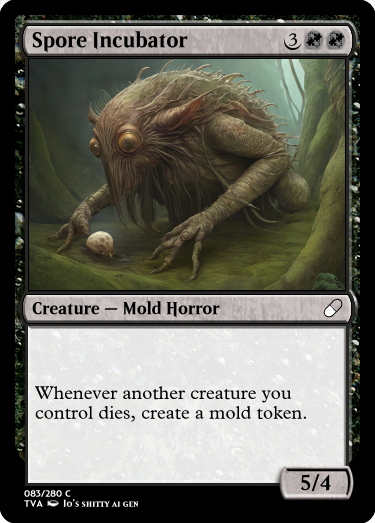 Spore Incubator 3
Creature — Mold Horror
Whenever another creature you
control dies, create a mold token.
5/4
083/280 C
TVA Io's shitty ai gen